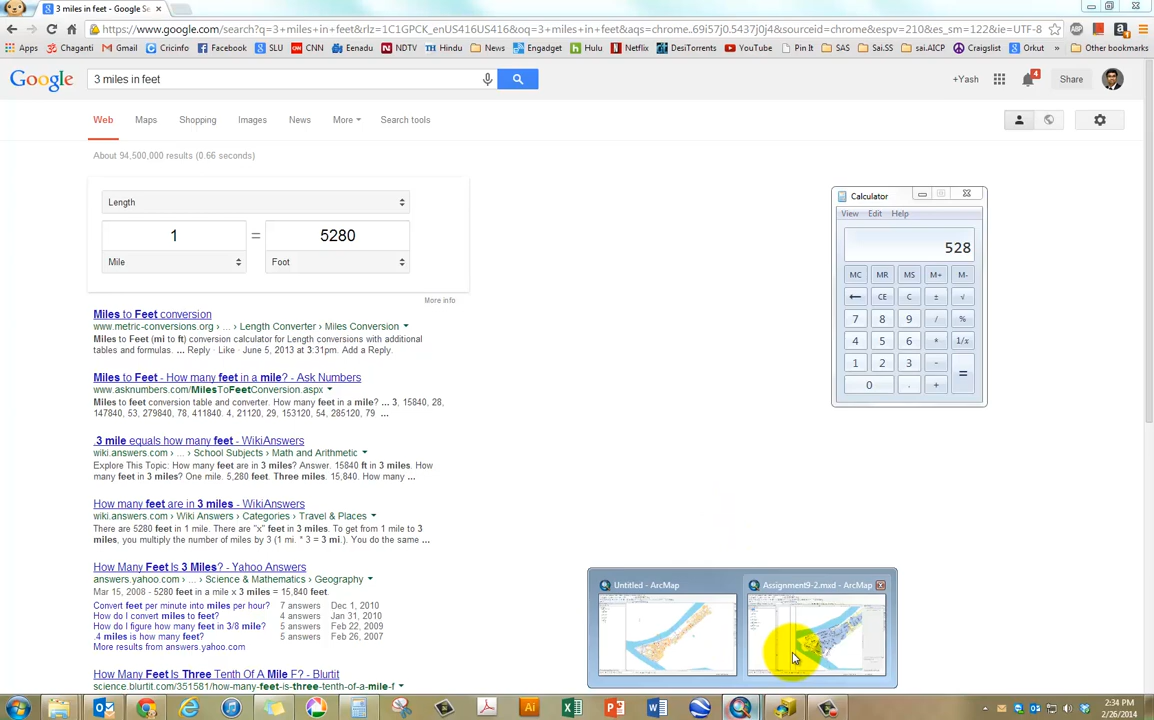 3 miles in feet - Google Se
https://www.google.com/search?q=3+miles+in+feet&rlz=1C1GPCK_enUS416US416&oq=3+miles+in+feet&aqs=chrome..69i57j0.5437j0j4&sourceid=chrome&espv=210&es_sm=122&ie=UTF-8
Apps Chaganti Gmail Cricinfo Facebook SLU CNN Eenadu NDTV Hindu News Engadget Hulu Netflix DesiTorrents YouTube Pin It SAS Sai.SS sai.AICP Craigslist Orkut » Other bookmarks
Google 3 miles in feet +Yash 4 Share
Web Maps Shopping Images News More Search tools
About 94,500,000 results (0.66 seconds)
Length
1 = 5280
Mile Foot
More info
Miles to Feet conversion
www.metric-conversions.org › ... › Length Converter › Miles Conversion
Miles to Feet (mi to ft) conversion calculator for Length conversions with additional
tables and formulas. ... Reply · Like · June 5, 2013 at 3:31pm. Add a Reply.
Miles to Feet - How many feet in a mile? - Ask Numbers
www.asknumbers.com/MilesToFeetConversion.aspx
Miles to feet conversion table and converter. How many feet in a mile? ... 3, 15840, 28,
147840, 53, 279840, 78, 411840. 4, 21120, 29, 153120, 54, 285120, 79 ...
.3 mile equals how many feet - WikiAnswers
wiki.answers.com › ... › School Subjects › Math and Arithmetic
Explore This Topic: How many feet are in 3 miles? Answer. 15840 ft in 3 miles. How
many feet in 3 miles? One mile. 5,280 feet. Three miles. 15,840. How many ...
How many feet are in 3 miles - WikiAnswers
wiki.answers.com › Wiki Answers › Categories › Travel & Places
There are 5280 feet in 1 mile. There are "x" feet in 3 miles. To get from 1 mile to 3
miles, you multiply the number of miles by 3 (1 mi. * 3 = 3 mi.). You do the same ...
How Many Feet Is 3 Miles? - Yahoo Answers
answers.yahoo.com › ... › Science & Mathematics › Geography
Mar 15, 2008 - 5280 feet in a mile x 3 miles = 15,840 feet.
Convert feet per minute into miles per hour? 7 answers Dec 1, 2010
How do I convert miles to feet? 4 answers Jan 31, 2010
How do I figure how many feet in 3/8 mile? 5 answers Feb 22, 2009
.4 miles is how many feet? 5 answers Feb 26, 2007
More results from answers.yahoo.com
How Many Feet Is Three Tenth Of A Mile F? - Blurtit
science.blurtit.com/351581/how-many-feet-is-three-tenth-of-a-mile-f
Calculator
View Edit Help
528
MC MR MS M+ M-
← CE C ± √
7 8 9 / %
4 5 6 * 1/x
1 2 3 - =
0 . +
Untitled - ArcMap Assignment9-2.mxd - ArcMap
2:34 PM
2/26/2014